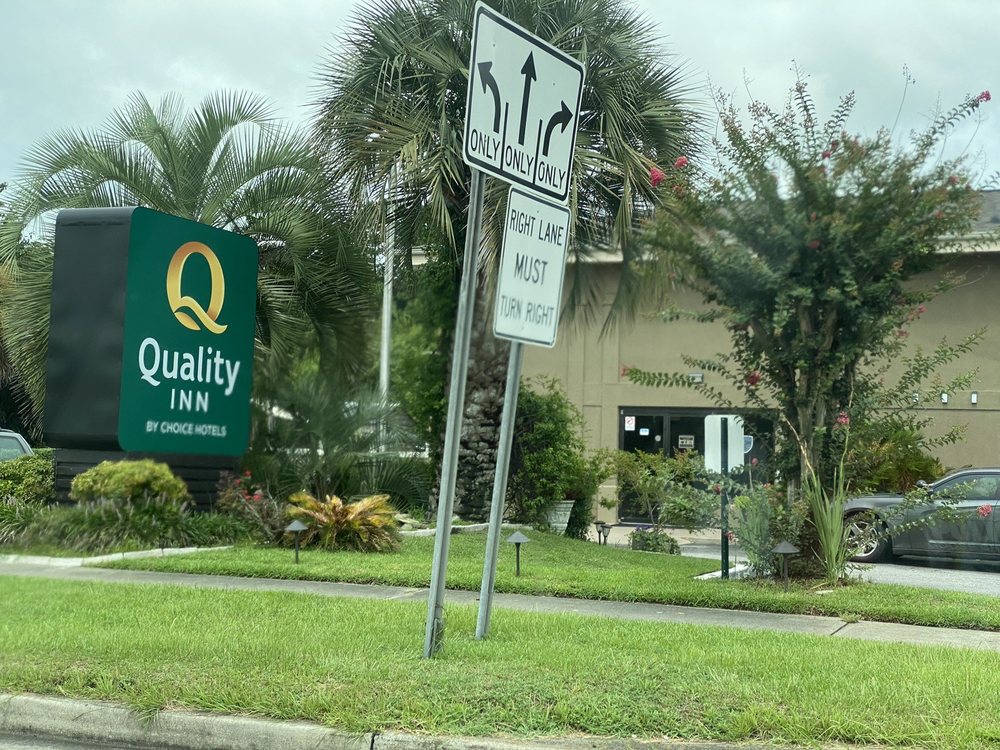 Q
Quality
INN
BY CHOICE HOTELS
ONLY ONLY ONLY
RIGHT LANE
MUST
TURN RIGHT